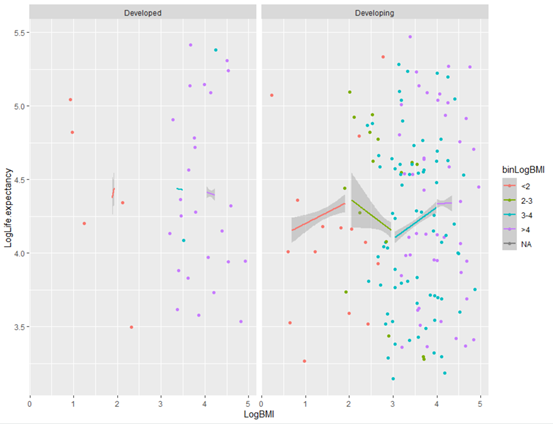 Developed
Developing
5.5
5.0
4.5
4.0
3.5
LogLife.expectancy
0 1 2 3 4 5
0 1 2 3 4 5
LogBMI
binLogBMI
<2
2-3
3-4
>4
NA